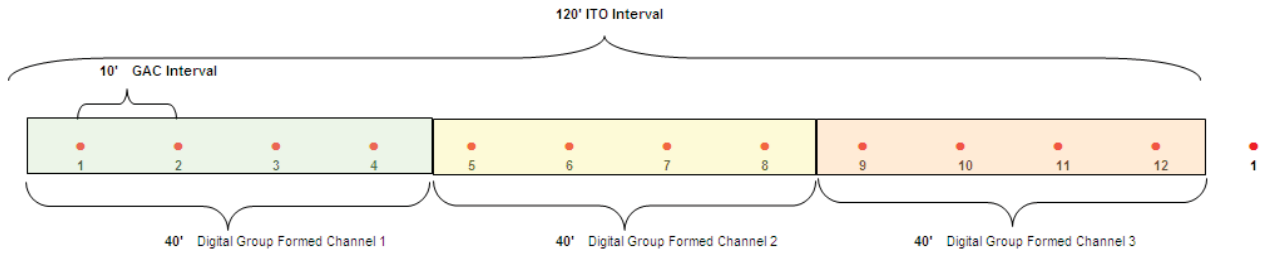 120' ITO Interval
10' GAC Interval
1 2 3 4 5 6 7 8 9 10 11 12 1
40' Digital Group Formed Channel 1
40' Digital Group Formed Channel 2
40' Digital Group Formed Channel 3